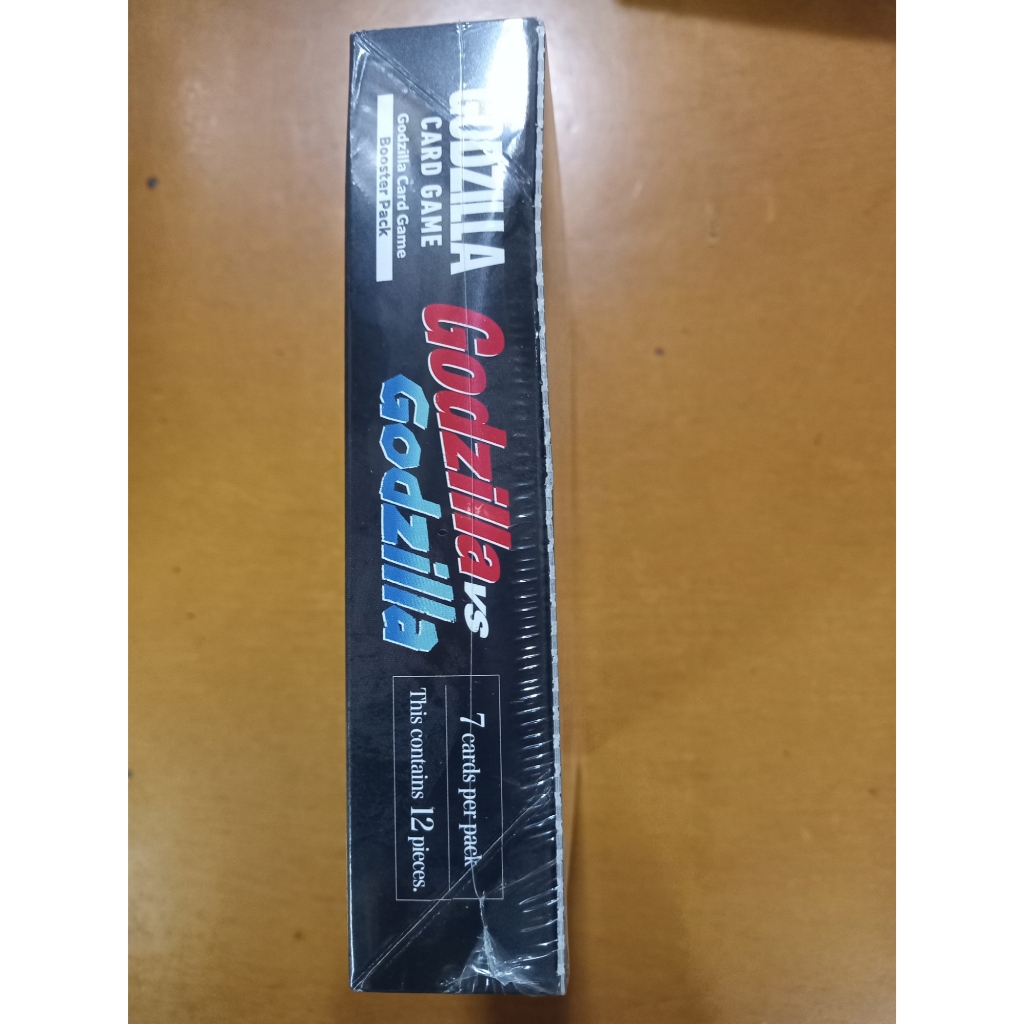 GODZILLA
CARD GAME
Godzilla Card Game
Booster Pack
Godzilla vs
Godzilla
7 cards per pack
This contains 12 pieces.